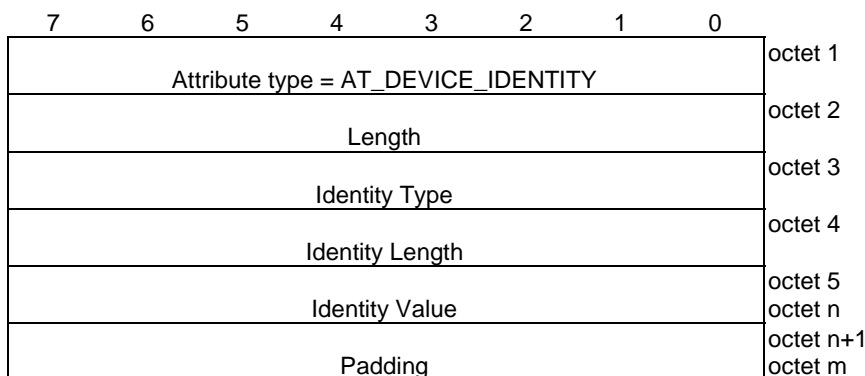 7 6 5 4 3 2 1 0
octet 1
Attribute type = AT_DEVICE_IDENTITY
octet 2
Length
octet 3
Identity Type
octet 4
Identity Length
octet 5
Identity Value octet n
octet n+1
Padding octet m